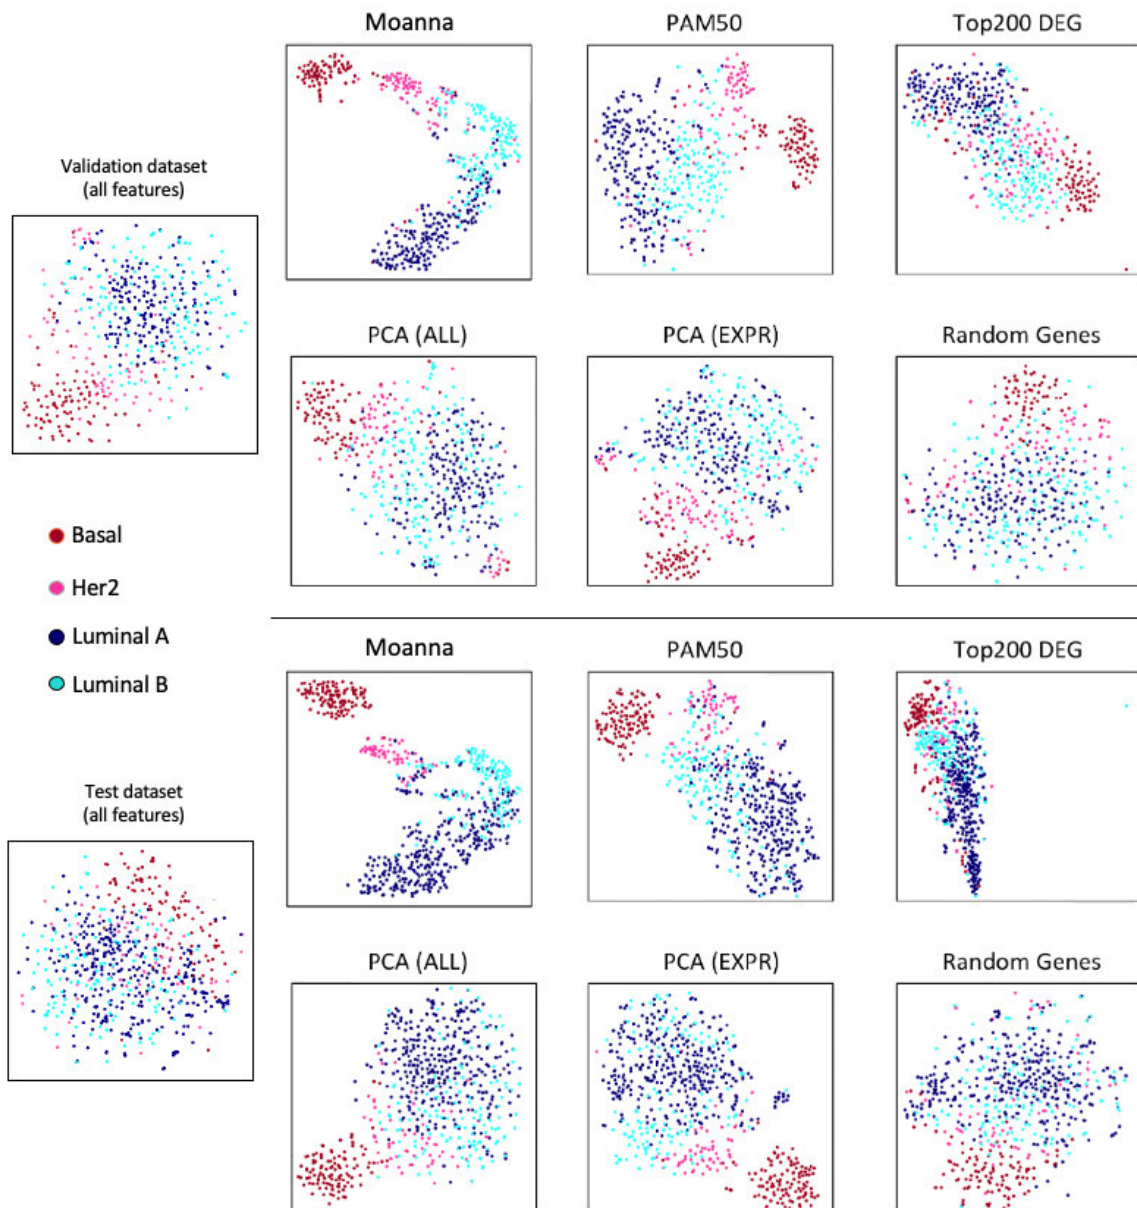 Moanna
PAM50
Top200 DEG
Validation dataset
(all features)
PCA (ALL)
PCA (EXPR)
Random Genes
Basal
Her2
Luminal A
Luminal B
Moanna
PAM50
Top200 DEG
Test dataset
(all features)
PCA (ALL)
PCA (EXPR)
Random Genes